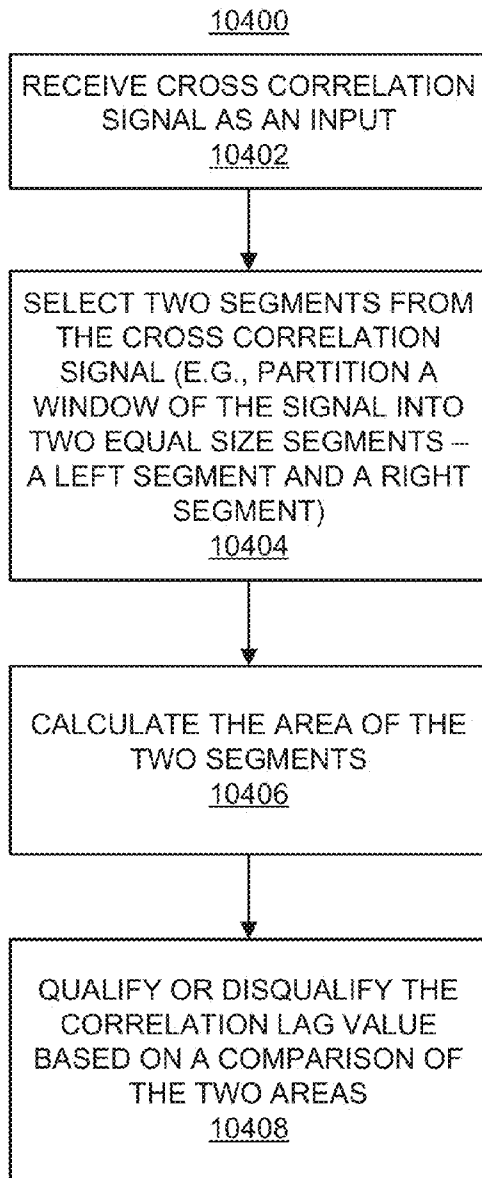 10400
RECEIVE CROSS CORRELATION
SIGNAL AS AN INPUT
10402
SELECT TWO SEGMENTS FROM
THE CROSS CORRELATION
SIGNAL (E.G., PARTITION A
WINDOW OF THE SIGNAL INTO
TWO EQUAL SIZE SEGMENTS –
A LEFT SEGMENT AND A RIGHT
SEGMENT)
10404
CALCULATE THE AREA OF THE
TWO SEGMENTS
10406
QUALIFY OR DISQUALIFY THE
CORRELATION LAG VALUE
BASED ON A COMPARISON OF
THE TWO AREAS
10408